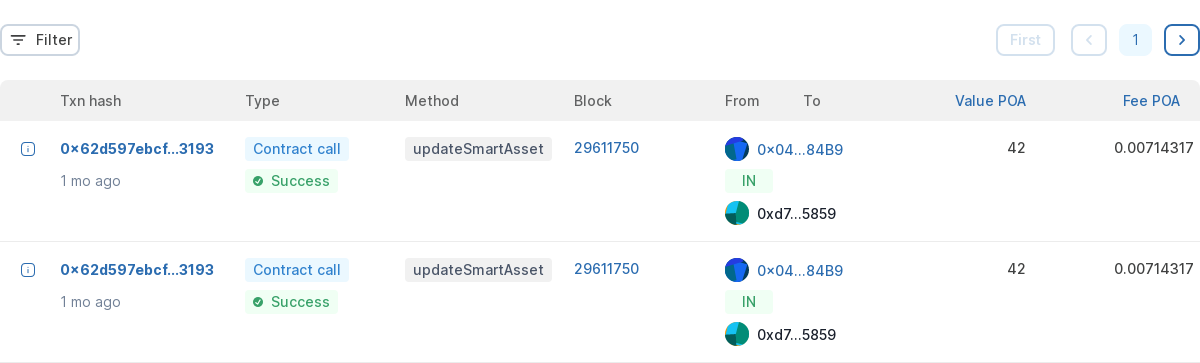 Filter First 1
Txn hash Type Method Block From To Value POA Fee POA
0x62d597ebcf...3193 Contract call updateSmartAsset 29611750 0x04...84B9 42 0.00714317
1 mo ago Success IN
0xd7...5859
0x62d597ebcf...3193 Contract call updateSmartAsset 29611750 0x04...84B9 42 0.00714317
1 mo ago Success IN
0xd7...5859